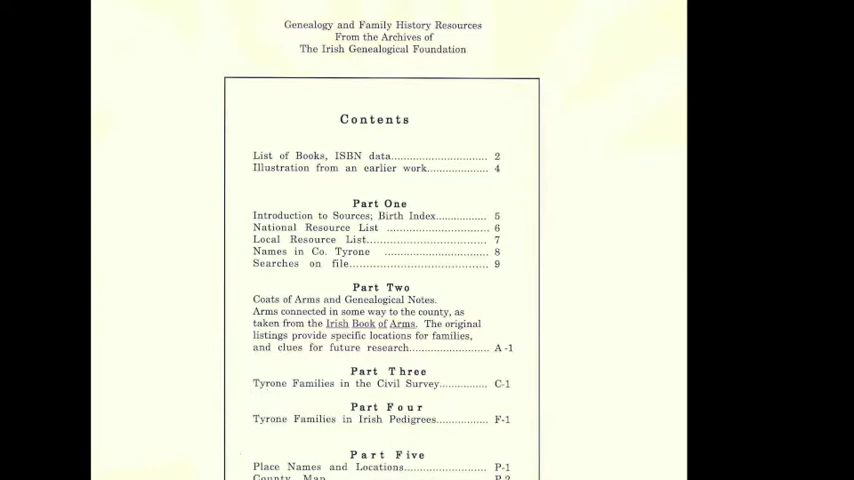 Genealogy and Family History Resources
From the Archives of
The Irish Genealogical Foundation
Contents
List of Books, ISBN data.............................. 2
Illustration from an earlier work................... 4
Part One
Introduction to Sources; Birth Index............... 5
National Resource List ................................ 6
Local Resource List..................................... 7
Names in Co. Tyrone ................................ 8
Searches on file........................................... 9
Part Two
Coats of Arms and Genealogical Notes.
Arms connected in some way to the county, as
taken from the Irish Book of Arms. The original
listings provide specific locations for families,
and clues for future research......................... A -1
Part Three
Tyrone Families in the Civil Survey............... C-1
Part Four
Tyrone Families in Irish Pedigrees................ F-1
Part Five
Place Names and Locations........................... P-1
County Map P-2